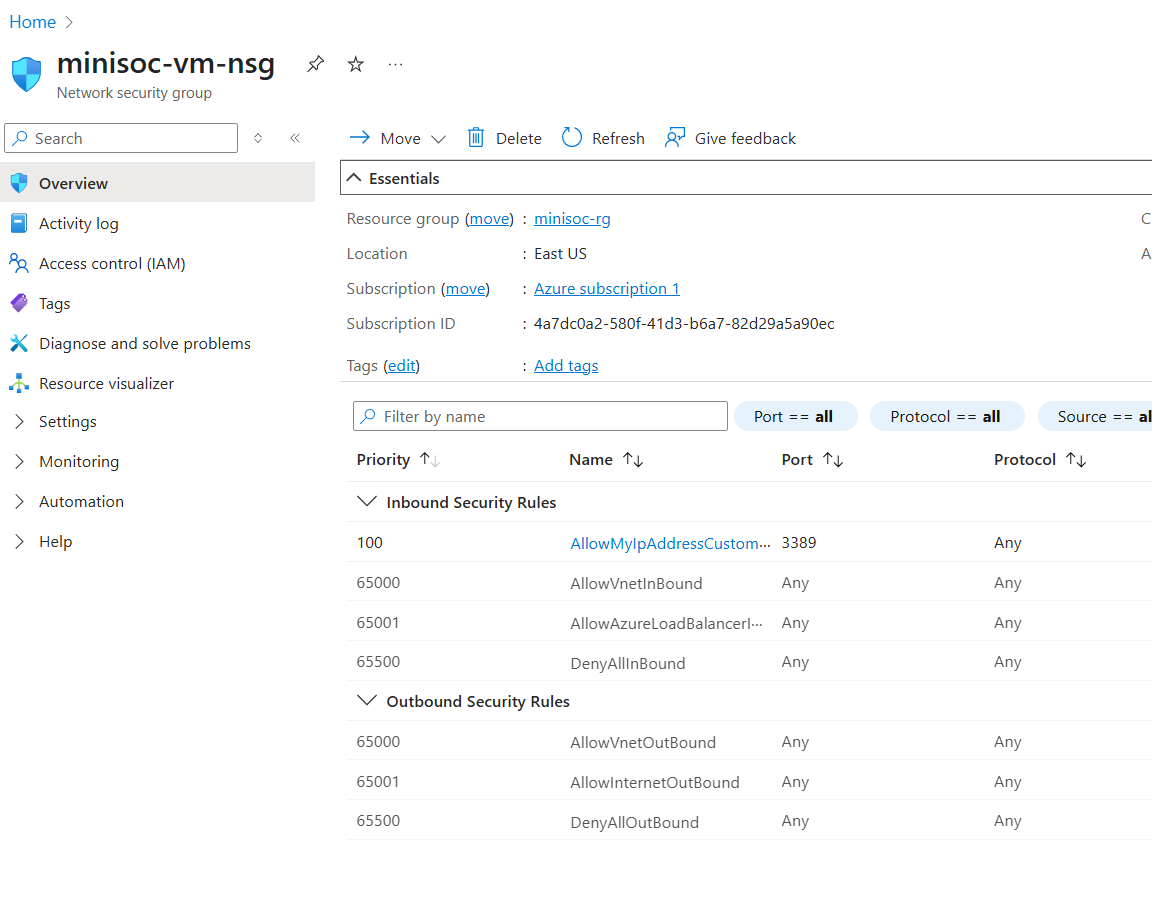 Home >
minisoc-vm-nsg
Network security group
Search
Move Delete Refresh Give feedback
Overview
Activity log
Access control (IAM)
Tags
Diagnose and solve problems
Resource visualizer
Settings
Monitoring
Automation
Help
Essentials
Resource group (move) : minisoc-rg C
Location : East US A
Subscription (move) : Azure subscription 1
Subscription ID : 4a7dc0a2-580f-41d3-b6a7-82d29a5a90ec
Tags (edit) : Add tags
Filter by name Port == all Protocol == all Source == al
Priority Name Port Protocol
Inbound Security Rules
100 AllowMyIpAddressCustom... 3389 Any
65000 AllowVnetInBound Any Any
65001 AllowAzureLoadBalancerI... Any Any
65500 DenyAllInBound Any Any
Outbound Security Rules
65000 AllowVnetOutBound Any Any
65001 AllowInternetOutBound Any Any
65500 DenyAllOutBound Any Any